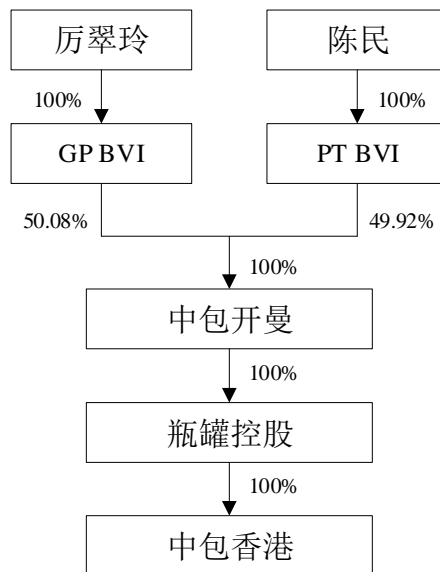 厉翠玲
陈民
100%
100%
GP BVI
PT BVI
50.08%
49.92%
100%
中包开曼
100%
瓶罐控股
100%
中包香港